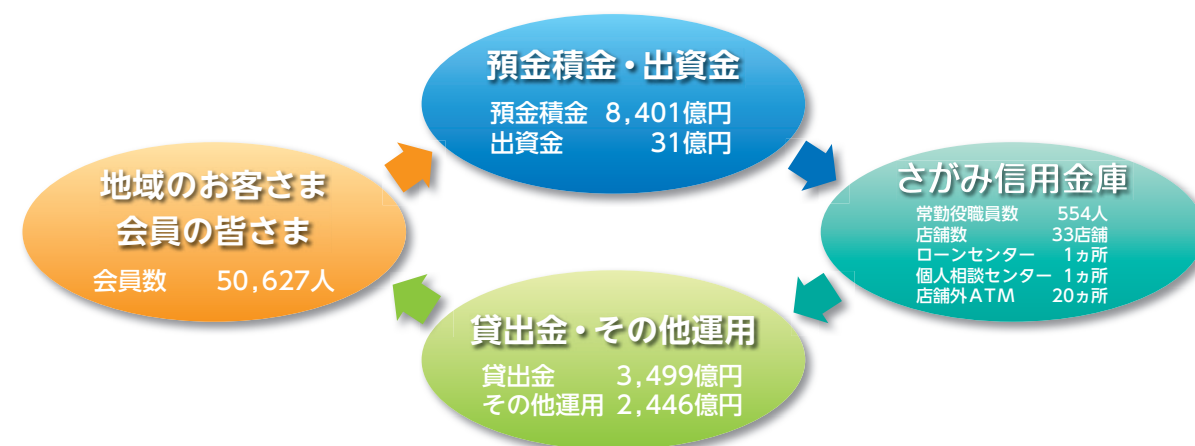 預金積金・出資金
預金積金 8,401億円
出資金 31億円
地域のお客さま
会員の皆さま
会員数 50,627人
さがみ信用金庫
常勤役職員数 554人
店舗数 33店舗
ローンセンター 1ヵ所
個人相談センター 1ヵ所
店舗外ATM 20ヵ所
貸出金・その他運用
貸出金 3,499億円
その他運用 2,446億円